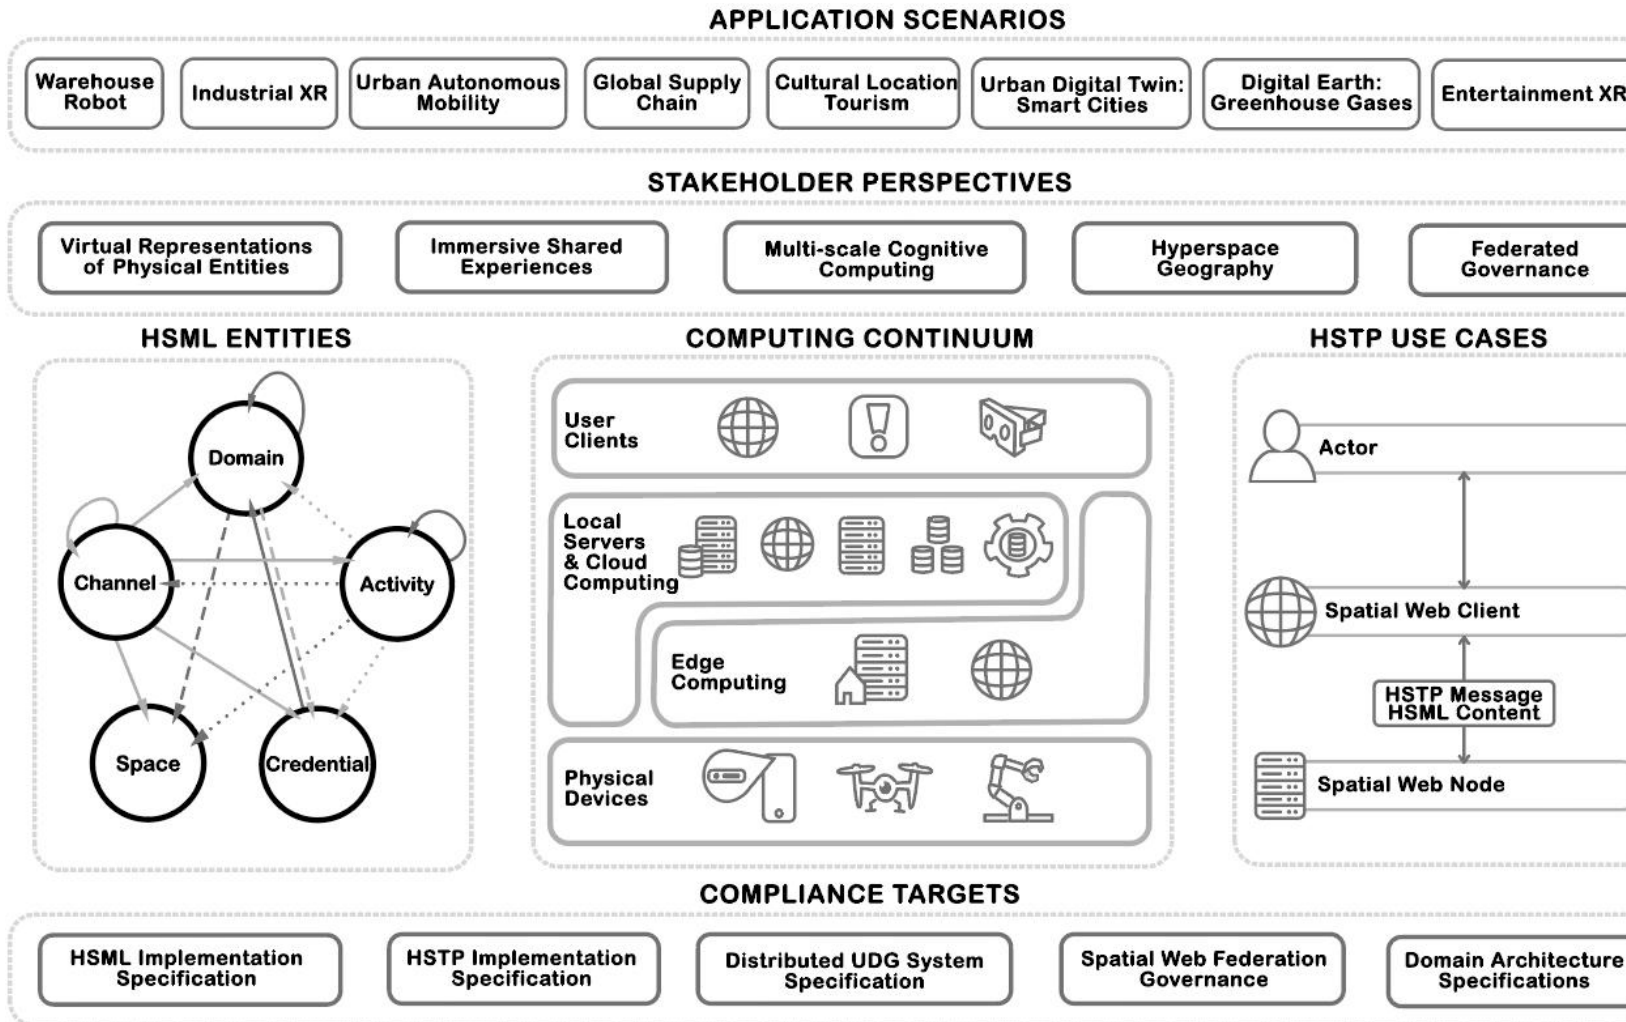 APPLICATION SCENARIOS
Warehouse
Robot
Industrial XR
Urban Autonomous
Mobility
Global Supply
Chain
Cultural Location
Tourism
Urban Digital Twin:
Smart Cities
Digital Earth:
Greenhouse Gases
Entertainment XR
STAKEHOLDER PERSPECTIVES
Virtual Representations
of Physical Entities
Immersive Shared
Experiences
Multi-scale Cognitive
Computing
Hyperspace
Geography
Federated
Governance
HSML ENTITIES
Domain
Channel
Activity
Space
Credential
COMPUTING CONTINUUM
User
Clients
Local
Servers
& Cloud
Computing
Edge
Computing
Physical
Devices
HSTP USE CASES
Actor
Spatial Web Client
HSTP Message
HSML Content
Spatial Web Node
COMPLIANCE TARGETS
HSML Implementation
Specification
HSTP Implementation
Specification
Distributed UDG System
Specification
Spatial Web Federation
Governance
Domain Architecture
Specifications